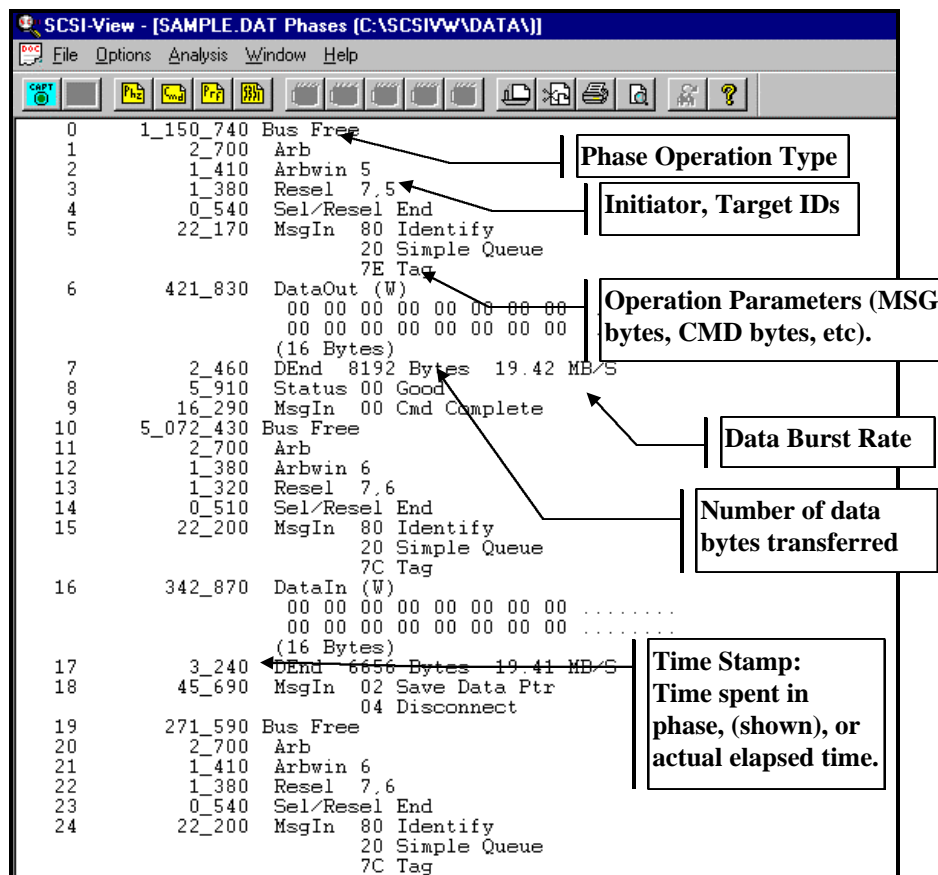 SCSI-View - [SAMPLE.DAT Phases (C:\SCSIVW\DATA\)]
File Options Analysis Window Help
CAPT Phz Cmd Prf
0 1_150_740 Bus Free
1 2_700 Arb
2 1_410 Arbwin 5
3 1_380 Resel 7,5
4 0_540 Sel/Resel End
5 22_170 MsgIn 80 Identify
20 Simple Queue
7E Tag
6 421_830 DataOut (W)
00 00 00 00 00 00 00 00
00 00 00 00 00 00 00 00
(16 Bytes)
7 2_460 DEnd 8192 Bytes 19.42 MB/S
8 5_910 Status 00 Good
9 16_290 MsgIn 00 Cmd Complete
10 5_072_430 Bus Free
11 2_700 Arb
12 1_380 Arbwin 6
13 1_320 Resel 7,6
14 0_510 Sel/Resel End
15 22_200 MsgIn 80 Identify
20 Simple Queue
7C Tag
16 342_870 DataIn (W)
00 00 00 00 00 00 00 00 ........
00 00 00 00 00 00 00 00 ........
(16 Bytes)
17 3_240 DEnd 6656 Bytes 19.41 MB/S
18 45_690 MsgIn 02 Save Data Ptr
04 Disconnect
19 271_590 Bus Free
20 2_700 Arb
21 1_410 Arbwin 6
22 1_380 Resel 7,6
23 0_540 Sel/Resel End
24 22_200 MsgIn 80 Identify
20 Simple Queue
7C Tag
Phase Operation Type
Initiator, Target IDs
Operation Parameters (MSG
bytes, CMD bytes, etc).
Data Burst Rate
Number of data
bytes transferred
Time Stamp:
Time spent in
phase, (shown), or
actual elapsed time.